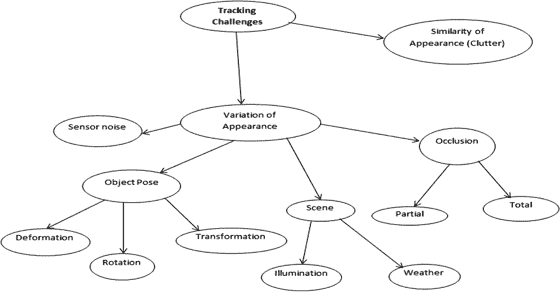 Tracking
Challenges
Similarity of
Appearance (Clutter)
Sensor noise
Variation of
Appearance
Occlusion
Object Pose
Scene
Partial
Total
Deformation
Rotation
Transformation
Illumination
Weather